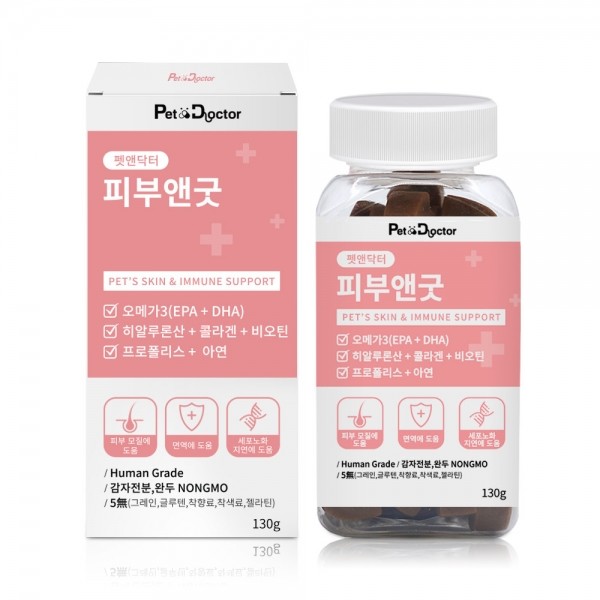 Pet&Doctor
Pet&Doctor
펫앤닥터
피부앤굿
PET'S SKIN & IMMUNE SUPPORT
오메가3(EPA + DHA)
히알루론산 + 콜라겐 + 비오틴
프로폴리스 + 아연
피부 모질에
도움
면역에 도움
세포노화
지연에 도움
/ Human Grade
/ 감자전분,완두 NONGMO
/ 5無(그레인,글루텐,착향료,착색료,젤라틴)
130g
Pet&Doctor
펫앤닥터
피부앤굿
PET'S SKIN & IMMUNE SUPPORT
오메가3(EPA + DHA)
히알루론산 + 콜라겐 + 비오틴
프로폴리스 + 아연
피부 모질에
도움
면역에 도움
세포노화
지연에 도움
/ Human Grade / 감자전분,완두 NONGMO
/ 5無(그레인,글루텐,착향료,착색료,젤라틴)
130g